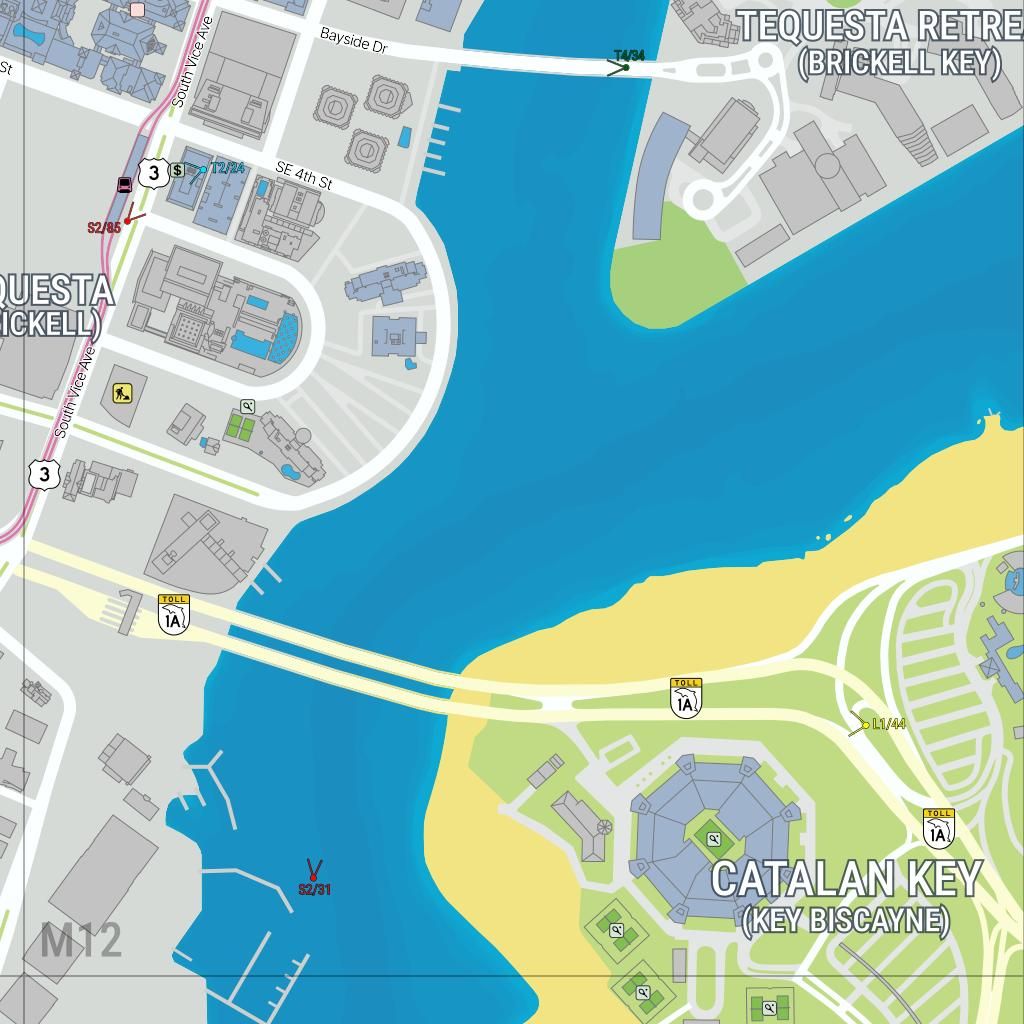 TEQUESTA RETRE
(BRICKELL KEY)
Bayside Dr
T4/34
South Vice Ave
St
SE 4th St
3
$
T2/24
S2/85
QUESTA
ICKELL)
South Vice Ave
3
TOLL
1A
TOLL
1A
L1/44
TOLL
1A
S2/31
CATALAN KEY
(KEY BISCAYNE)
M12